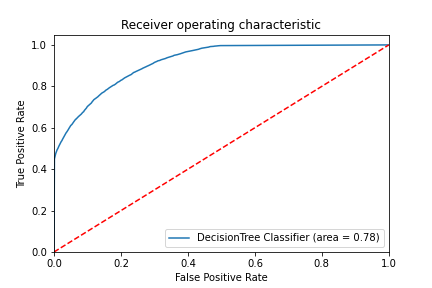 Receiver operating characteristic
1.0
0.8
0.6
0.4
0.2
0.0
True Positive Rate
DecisionTree Classifier (area = 0.78)
0.0 0.2 0.4 0.6 0.8 1.0
False Positive Rate